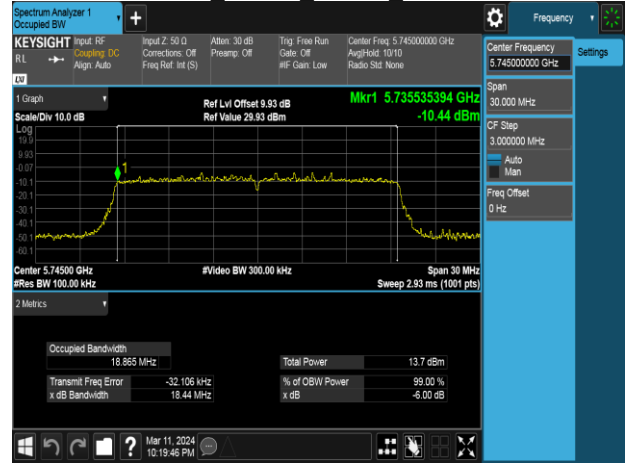 Spectrum Analyzer 1
Occupied BW
Frequency
KEYSIGHT
RL
LXI
Input: RF
Coupling: DC
Align: Auto
Input Z: 50 Ω
Corrections: Off
Freq Ref: Int (S)
Atten: 30 dB
Preamp: Off
Trig: Free Run
Gate: Off
#IF Gain: Low
Center Freq: 5.745000000 GHz
Avg|Hold: 10/10
Radio Std: None
Center Frequency
5.745000000 GHz
Settings
Span
30.000 MHz
CF Step
3.000000 MHz
Auto
Man
Freq Offset
0 Hz
1 Graph
Scale/Div 10.0 dB
Ref Lvl Offset 9.93 dB
Ref Value 29.93 dBm
Mkr1 5.735535394 GHz
-10.44 dBm
Log
19.9
9.93
-0.07
-10.1
-20.1
-30.1
-40.1
-50.1
-60.1
1
Center 5.74500 GHz
#Res BW 100.00 kHz
#Video BW 300.00 kHz
Span 30 MHz
Sweep 2.93 ms (1001 pts)
2 Metrics
Occupied Bandwidth
18.865 MHz
Total Power 13.7 dBm
Transmit Freq Error -32.106 kHz
% of OBW Power 99.00 %
x dB Bandwidth 18.44 MHz
x dB -6.00 dB
?
Mar 11, 2024
10:19:46 PM